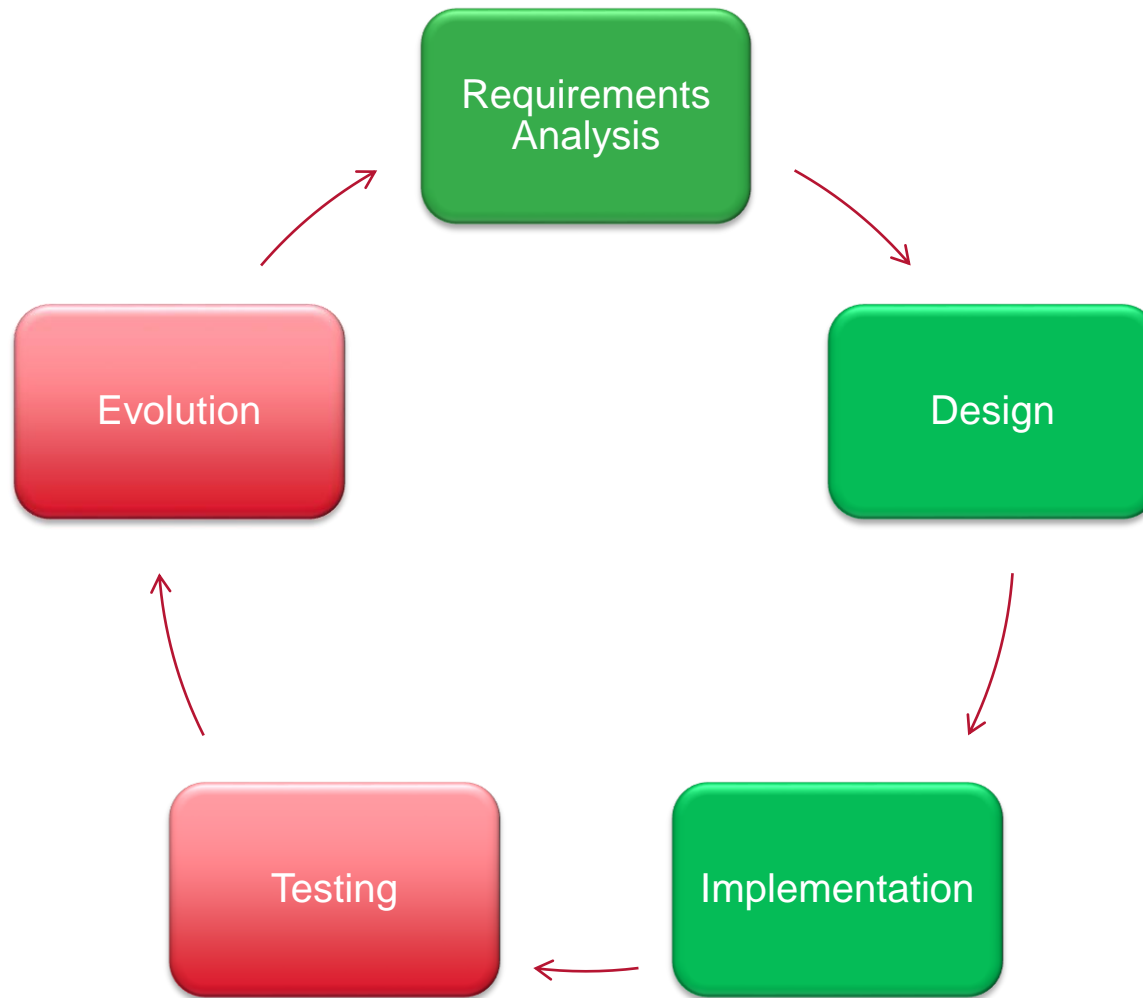 Requirements
Analysis
Design
Implementation
Testing
Evolution